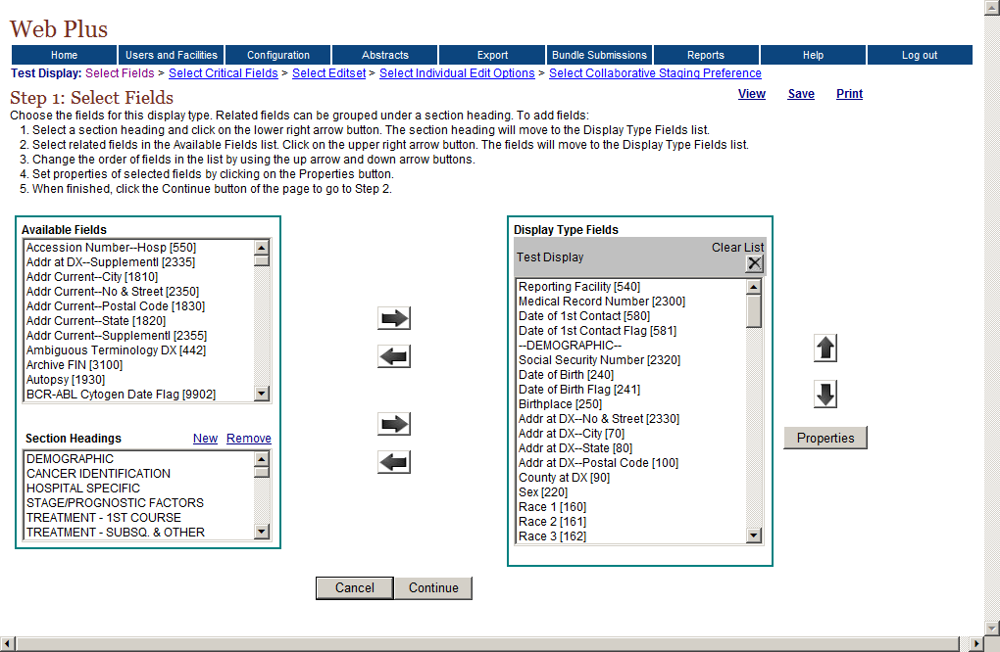 Web Plus
Home Users and Facilities Configuration Abstracts Export Bundle Submissions Reports Help Log out
Test Display: Select Fields > Select Critical Fields > Select Editset > Select Individual Edit Options > Select Collaborative Staging Preference
Step 1: Select Fields
View Save Print
Choose the fields for this display type. Related fields can be grouped under a section heading. To add fields:
1. Select a section heading and click on the lower right arrow button. The section heading will move to the Display Type Fields list.
2. Select related fields in the Available Fields list. Click on the upper right arrow button. The fields will move to the Display Type Fields list.
3. Change the order of fields in the list by using the up arrow and down arrow buttons.
4. Set properties of selected fields by clicking on the Properties button.
5. When finished, click the Continue button of the page to go to Step 2.
Available Fields
Accession Number--Hosp [550]
Addr at DX--Supplementl [2335]
Addr Current--City [1810]
Addr Current--No & Street [2350]
Addr Current--Postal Code [1830]
Addr Current--State [1820]
Addr Current--Supplementl [2355]
Ambiguous Terminology DX [442]
Archive FIN [3100]
Autopsy [1930]
BCR-ABL Cytogen Date Flag [9902]
Section Headings New Remove
DEMOGRAPHIC
CANCER IDENTIFICATION
HOSPITAL SPECIFIC
STAGE/PROGNOSTIC FACTORS
TREATMENT - 1ST COURSE
TREATMENT - SUBSQ. & OTHER
Display Type Fields
Clear List
Test Display
Reporting Facility [540]
Medical Record Number [2300]
Date of 1st Contact [580]
Date of 1st Contact Flag [581]
--DEMOGRAPHIC--
Social Security Number [2320]
Date of Birth [240]
Date of Birth Flag [241]
Birthplace [250]
Addr at DX--No & Street [2330]
Addr at DX--City [70]
Addr at DX--State [80]
Addr at DX--Postal Code [100]
County at DX [90]
Sex [220]
Race 1 [160]
Race 2 [161]
Race 3 [162]
Properties
Cancel Continue